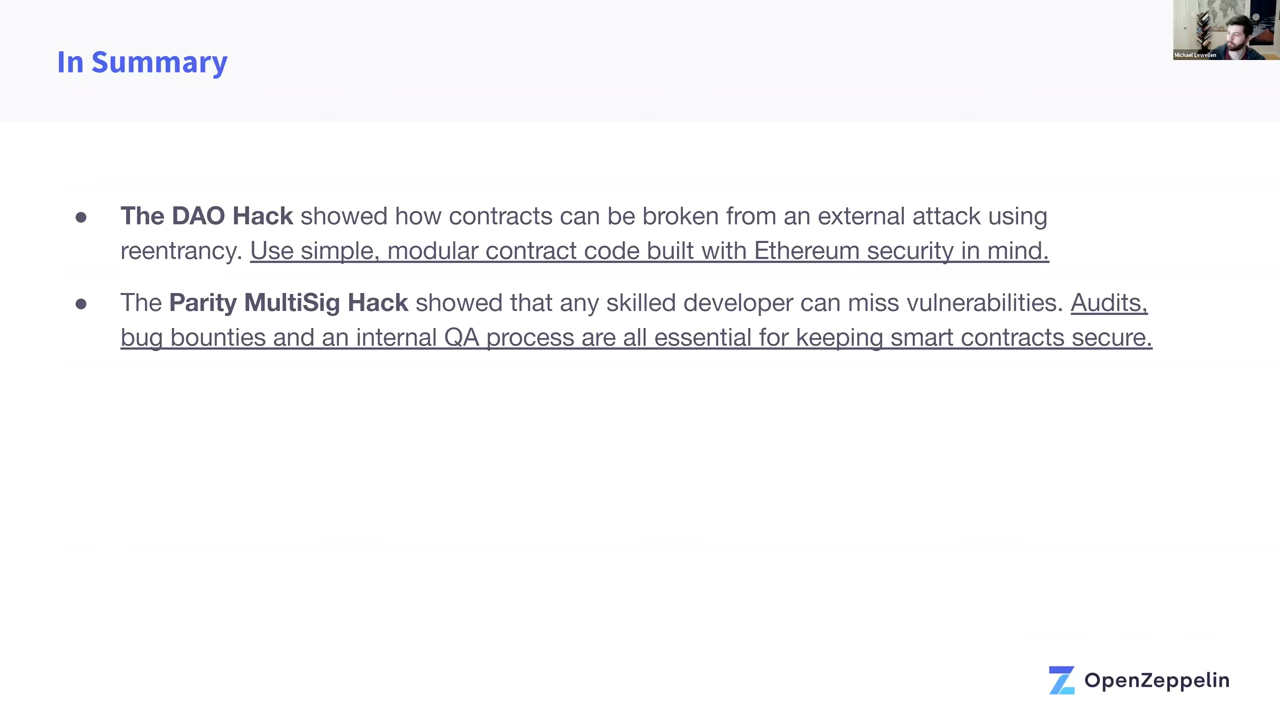 In Summary
Michael Lewellen
● The DAO Hack showed how contracts can be broken from an external attack using
reentrancy. Use simple, modular contract code built with Ethereum security in mind.
● The Parity MultiSig Hack showed that any skilled developer can miss vulnerabilities. Audits,
bug bounties and an internal QA process are all essential for keeping smart contracts secure.
OpenZeppelin